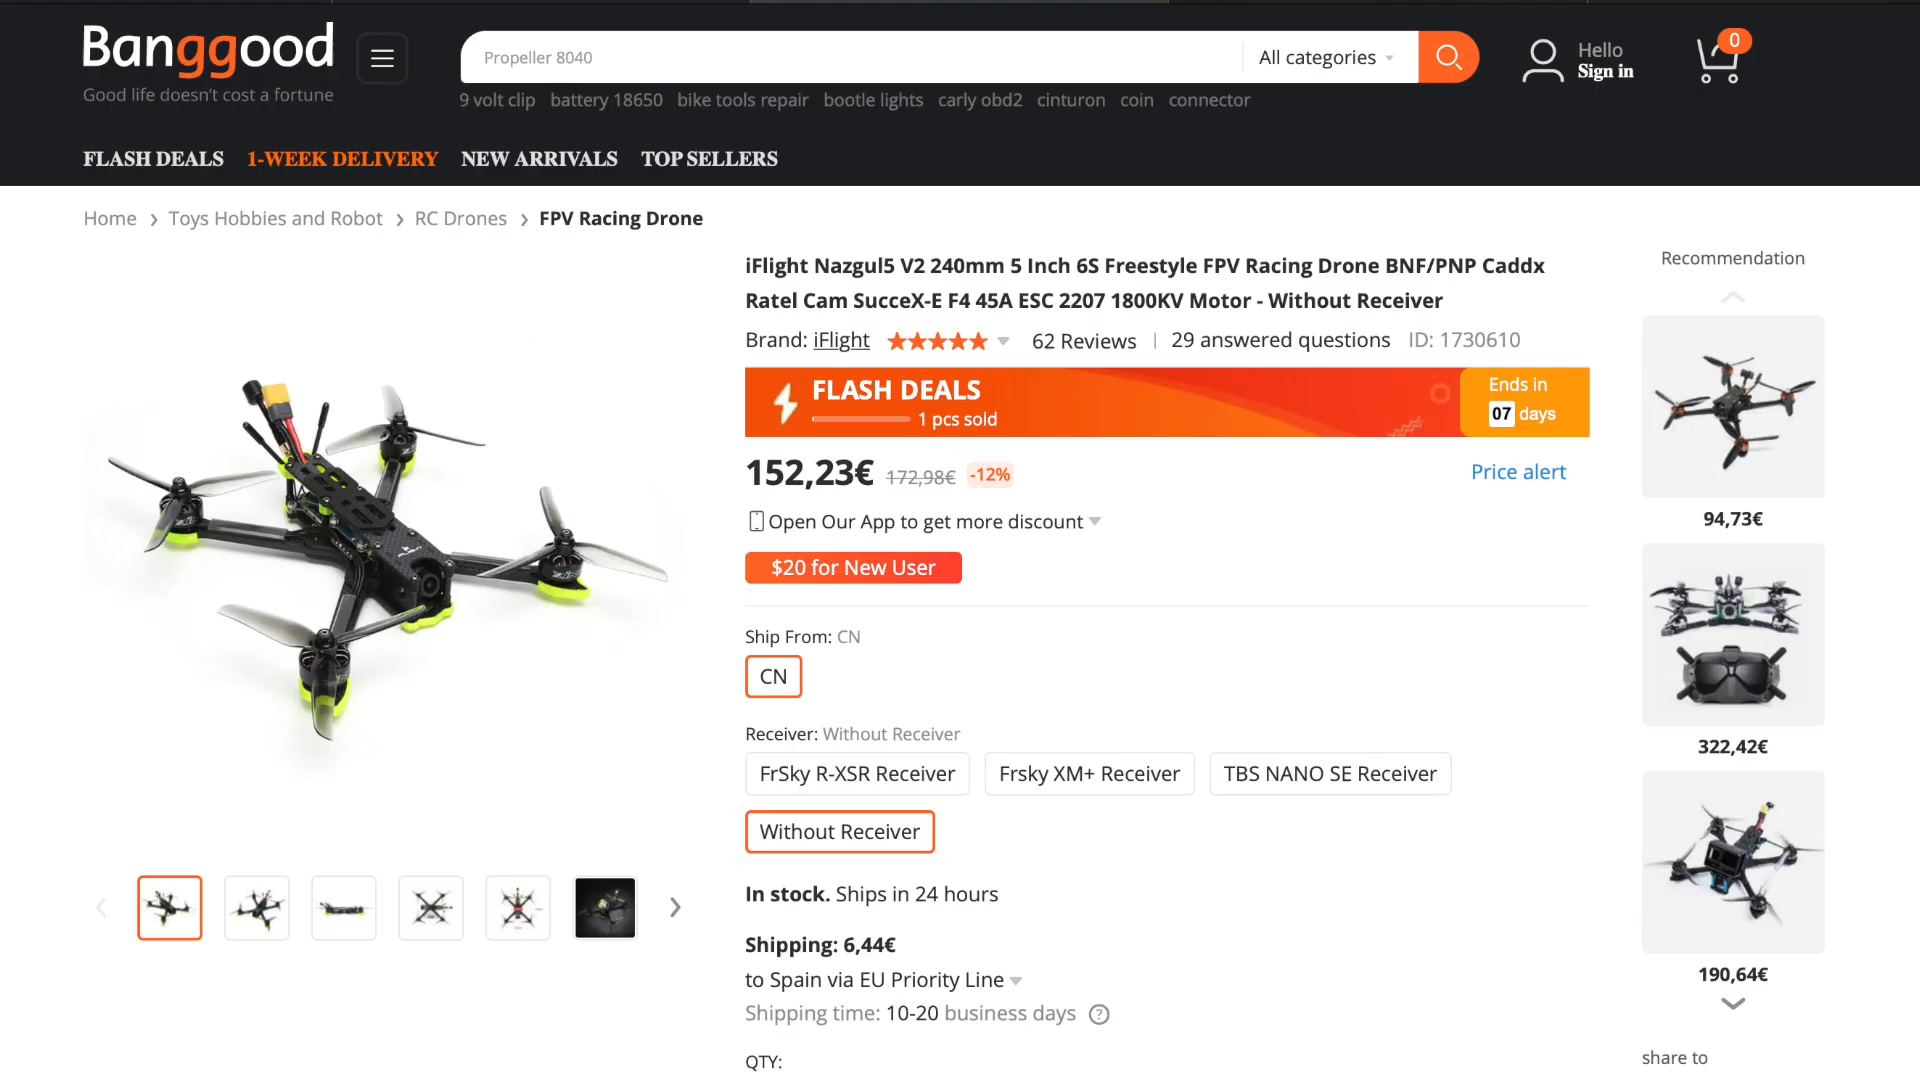 Banggood
Good life doesn't cost a fortune
Propeller 8040
All categories
Hello
Sign in
0
9 volt clip battery 18650 bike tools repair bootle lights carly obd2 cinturon coin connector
FLASH DEALS 1-WEEK DELIVERY NEW ARRIVALS TOP SELLERS
Home > Toys Hobbies and Robot > RC Drones > FPV Racing Drone
iFlight Nazgul5 V2 240mm 5 Inch 6S Freestyle FPV Racing Drone BNF/PNP Caddx
Ratel Cam SucceX-E F4 45A ESC 2207 1800KV Motor - Without Receiver
Brand: iFlight 62 Reviews | 29 answered questions ID: 1730610
FLASH DEALS
1 pcs sold
Ends in
07 days
152,23€ 172,98€ -12%
Price alert
Open Our App to get more discount
$20 for New User
Ship From: CN
CN
Receiver: Without Receiver
FrSky R-XSR Receiver Frsky XM+ Receiver TBS NANO SE Receiver
Without Receiver
In stock. Ships in 24 hours
Shipping: 6,44€
to Spain via EU Priority Line
Shipping time: 10-20 business days ?
QTY:
Recommendation
94,73€
322,42€
190,64€
share to